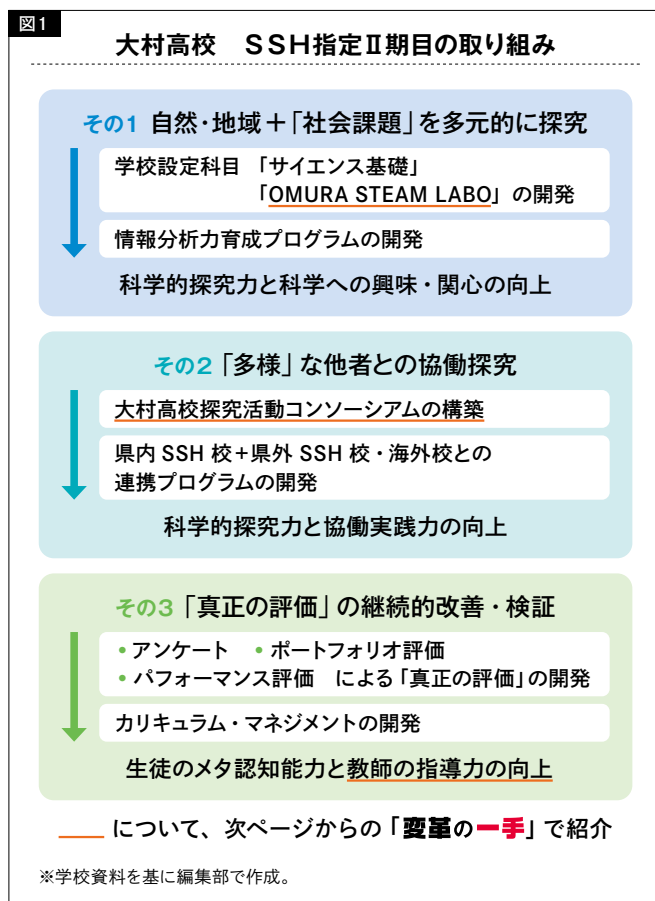 図1
大村高校　SSH指定Ⅱ期目の取り組み
その1 自然・地域＋「社会課題」を多元的に探究
学校設定科目　「サイエンス基礎」
「OMURA STEAM LABO」の開発
情報分析力育成プログラムの開発
科学的探究力と科学への興味・関心の向上
その2「多様」な他者との協働探究
大村高校探究活動コンソーシアムの構築
県内 SSH 校＋県外 SSH 校・海外校との
連携プログラムの開発
科学的探究力と協働実践力の向上
その3「真正の評価」の継続的改善・検証
•アンケート　•ポートフォリオ評価
•パフォーマンス評価　による「真正の評価」の開発
カリキュラム・マネジメントの開発
生徒のメタ認知能力と教師の指導力の向上
＿＿ について、次ページからの「変革の一手」で紹介
※学校資料を基に編集部で作成。